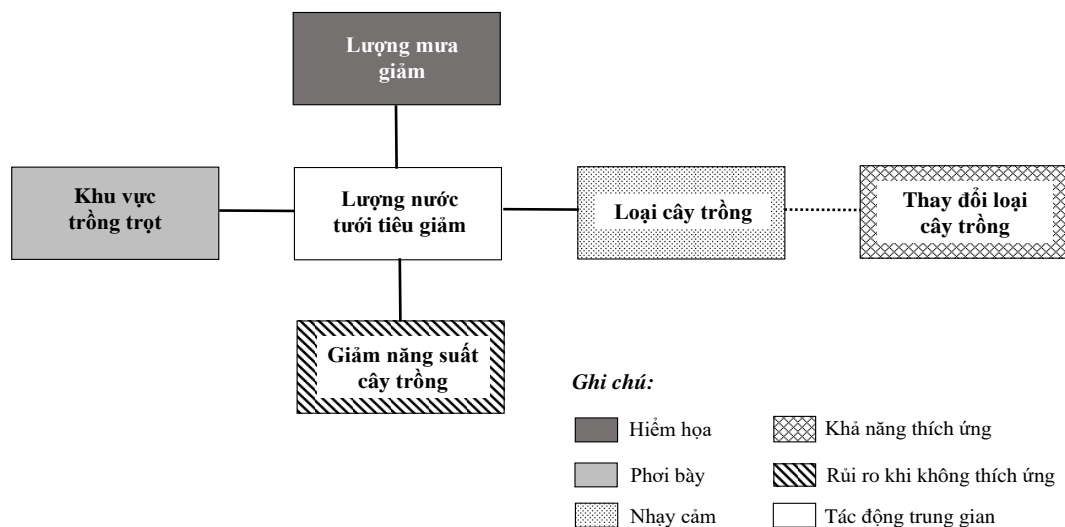 Lượng mưa
giảm
Khu vực
trồng trọt
Lượng nước
tưới tiêu giảm
Loại cây trồng
Thay đổi loại
cây trồng
Giảm năng suất
cây trồng
Ghi chú:
Hiểm họa
Khả năng thích ứng
Phơi bày
Rủi ro khi không thích ứng
Nhạy cảm
Tác động trung gian